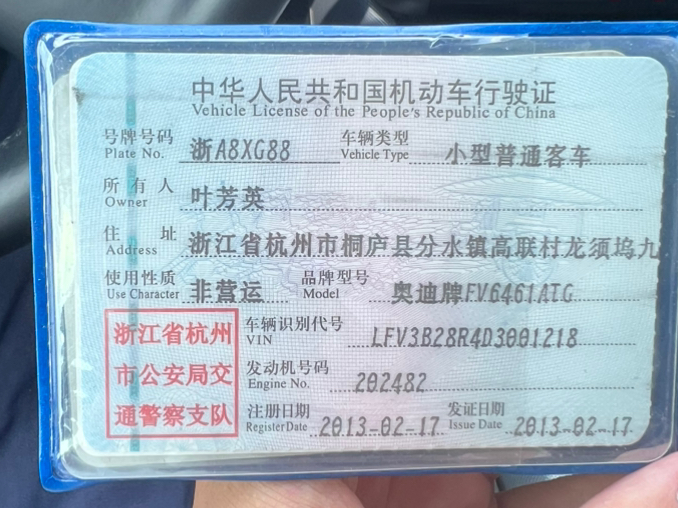 中华人民共和国机动车行驶证
Vehicle License of the People's Republic of China
号牌号码 浙A8XG88 车辆类型 小型普通客车
Plate No. Vehicle Type
所有人 叶芳英
Owner
住址 浙江省杭州市桐庐县分水镇高联村龙须坞九
Address
使用性质 非营运 品牌型号 奥迪牌FV6461ATG
Use Character Model
浙江省杭州
市公安局交
通警察支队
车辆识别代号 LFV3B28R4D3001218
VIN
发动机号码 202482
Engine No.
注册日期 2013-02-17 发证日期 2013-02-17
Register Date Issue Date